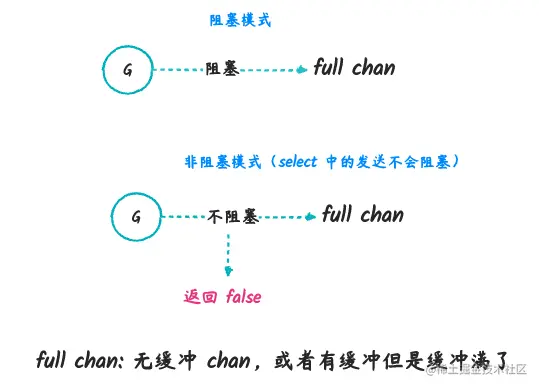 阻塞模式
G 阻塞 full chan
非阻塞模式（select 中的发送不会阻塞）
G 不阻塞 full chan
返回 false
full chan: 无缓冲 chan，或者有缓冲但是缓冲满了
@稀土掘金技术社区